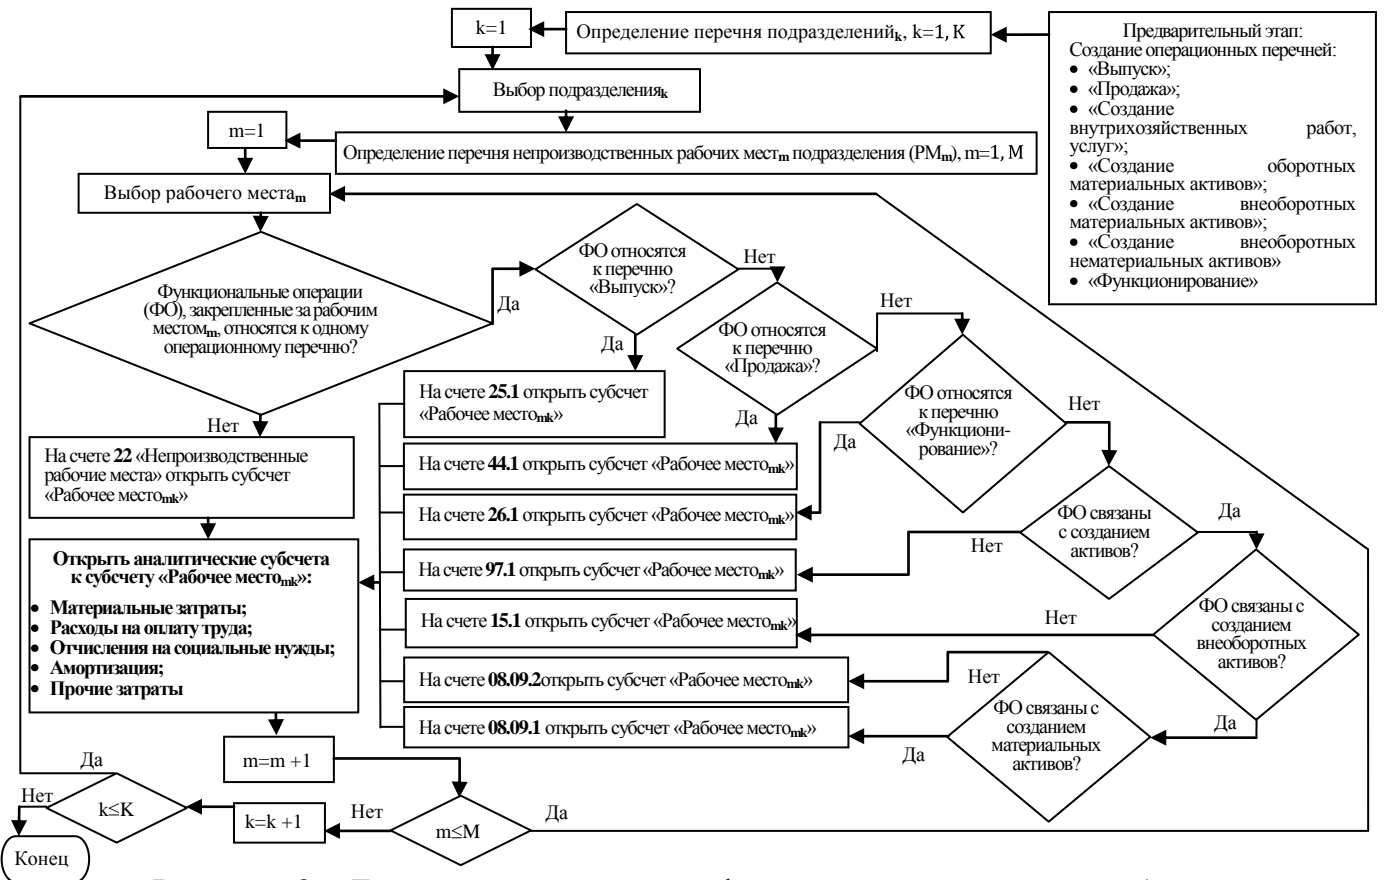 k=1
Определение перечня подразделенийk, k=1, K
Предварительный этап:
Создание операционных перечней:
• «Выпуск»;
• «Продажа»;
• «Создание
внутрихозяйственных работ,
услуг»;
• «Создание оборотных
материальных активов»;
• «Создание внеоборотных
материальных активов»;
• «Создание внеоборотных
нематериальных активов»
• «Функционирование»
Выбор подразделенияk
m=1
Определение перечня непроизводственных рабочих местm подразделения (РМm), m=1, M
Выбор рабочего местаm
Функциональные операции
(ФО), закрепленные за рабочим
местомm, относятся к одному
операционному перечню?
Да
Нет
ФО относятся
к перечню
«Выпуск»?
Нет
Да
ФО относятся
к перечню
«Продажа»?
Нет
Да
ФО относятся
к перечню
«Функциони-
рование»?
Нет
Да
ФО связаны
с созданием
активов?
Да
Нет
ФО связаны с
созданием
внеоборотных
активов?
Нет
Да
ФО связаны с
созданием
материальных
активов?
Нет
Да
На счете 25.1 открыть субсчет
«Рабочее местоmk»
На счете 44.1 открыть субсчет «Рабочее местоmk»
На счете 26.1 открыть субсчет «Рабочее местоmk»
На счете 97.1 открыть субсчет «Рабочее местоmk»
На счете 15.1 открыть субсчет «Рабочее местоmk»
На счете 08.09.2открыть субсчет «Рабочее местоmk»
На счете 08.09.1 открыть субсчет «Рабочее местоmk»
На счете 22 «Непроизводственные
рабочие места» открыть субсчет
«Рабочее местоmk»
Открыть аналитические субсчета
к субсчету «Рабочее местоmk»:
• Материальные затраты;
• Расходы на оплату труда;
• Отчисления на социальные нужды;
• Амортизация;
• Прочие затраты
m=m +1
m≤M
Да
Нет
k=k +1
k≤K
Да
Нет
Конец